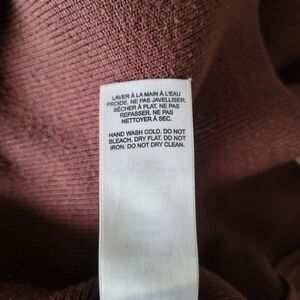 LAVER À LA MAIN À L'EAU
FROIDE. NE PAS JAVELLISER.
SÉCHER À PLAT. NE PAS
REPASSER. NE PAS
NETTOYER À SEC.
HAND WASH COLD. DO NOT
BLEACH. DRY FLAT. DO NOT
IRON. DO NOT DRY CLEAN.